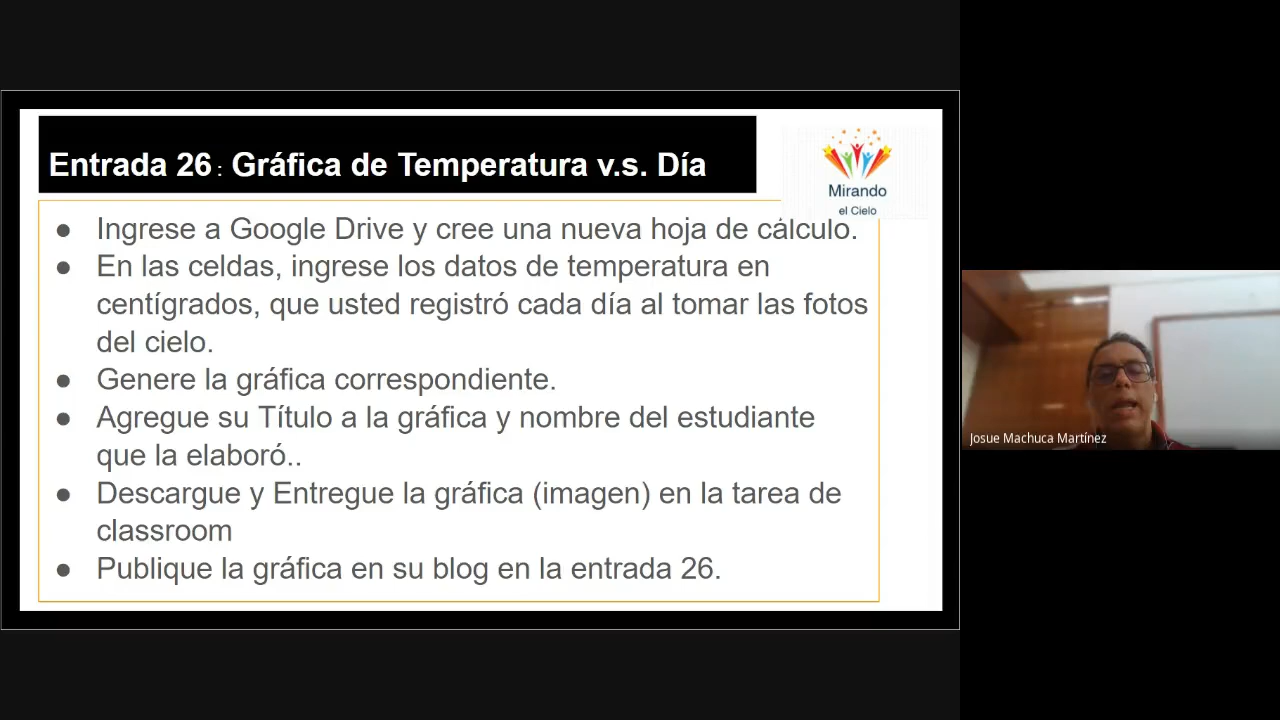 Entrada 26 : Gráfica de Temperatura v.s. Día
Mirando
el Cielo
● Ingrese a Google Drive y cree una nueva hoja de cálculo.
● En las celdas, ingrese los datos de temperatura en
centígrados, que usted registró cada día al tomar las fotos
del cielo.
● Genere la gráfica correspondiente.
● Agregue su Título a la gráfica y nombre del estudiante
que la elaboró..
● Descargue y Entregue la gráfica (imagen) en la tarea de
classroom
● Publique la gráfica en su blog en la entrada 26.
Josue Machuca Martínez